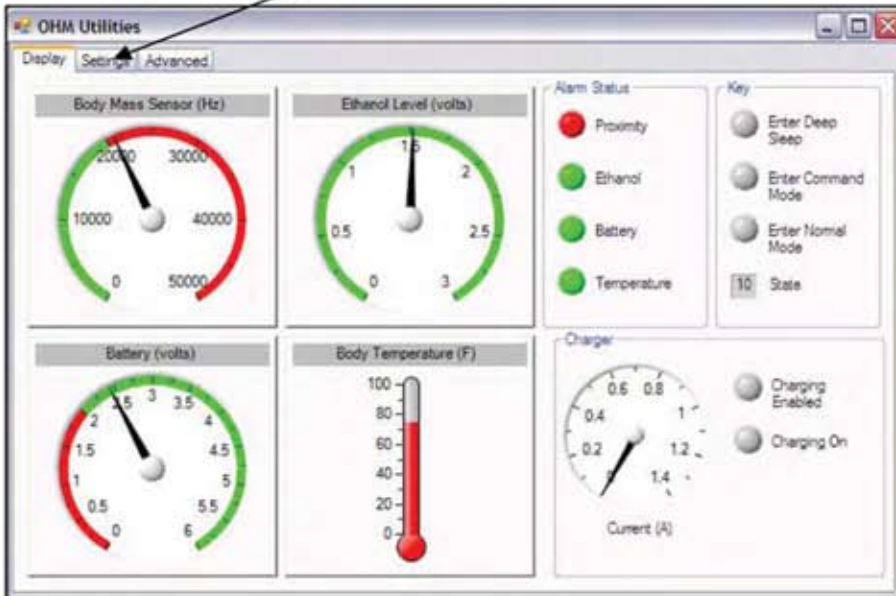 OHM Utilities
Display Settings Advanced
Body Mass Sensor (Hz)
0
10000
20000
30000
40000
50000
Ethanol Level (volts)
0
0.5
1
1.5
2
2.5
3
Alarm Status
Proximity
Ethanol
Battery
Temperature
Key
Enter Deep
Sleep
Enter Command
Mode
Enter Normal
Mode
10 State
Battery (volts)
0
0.5
1
1.5
2
2.5
3
3.5
4
4.5
5
5.5
6
Body Temperature (F)
100
80
60
40
20
0
Charger
0
0.2
0.4
0.6
0.8
1
1.2
1.4
Current (A)
Charging
Enabled
Charging On